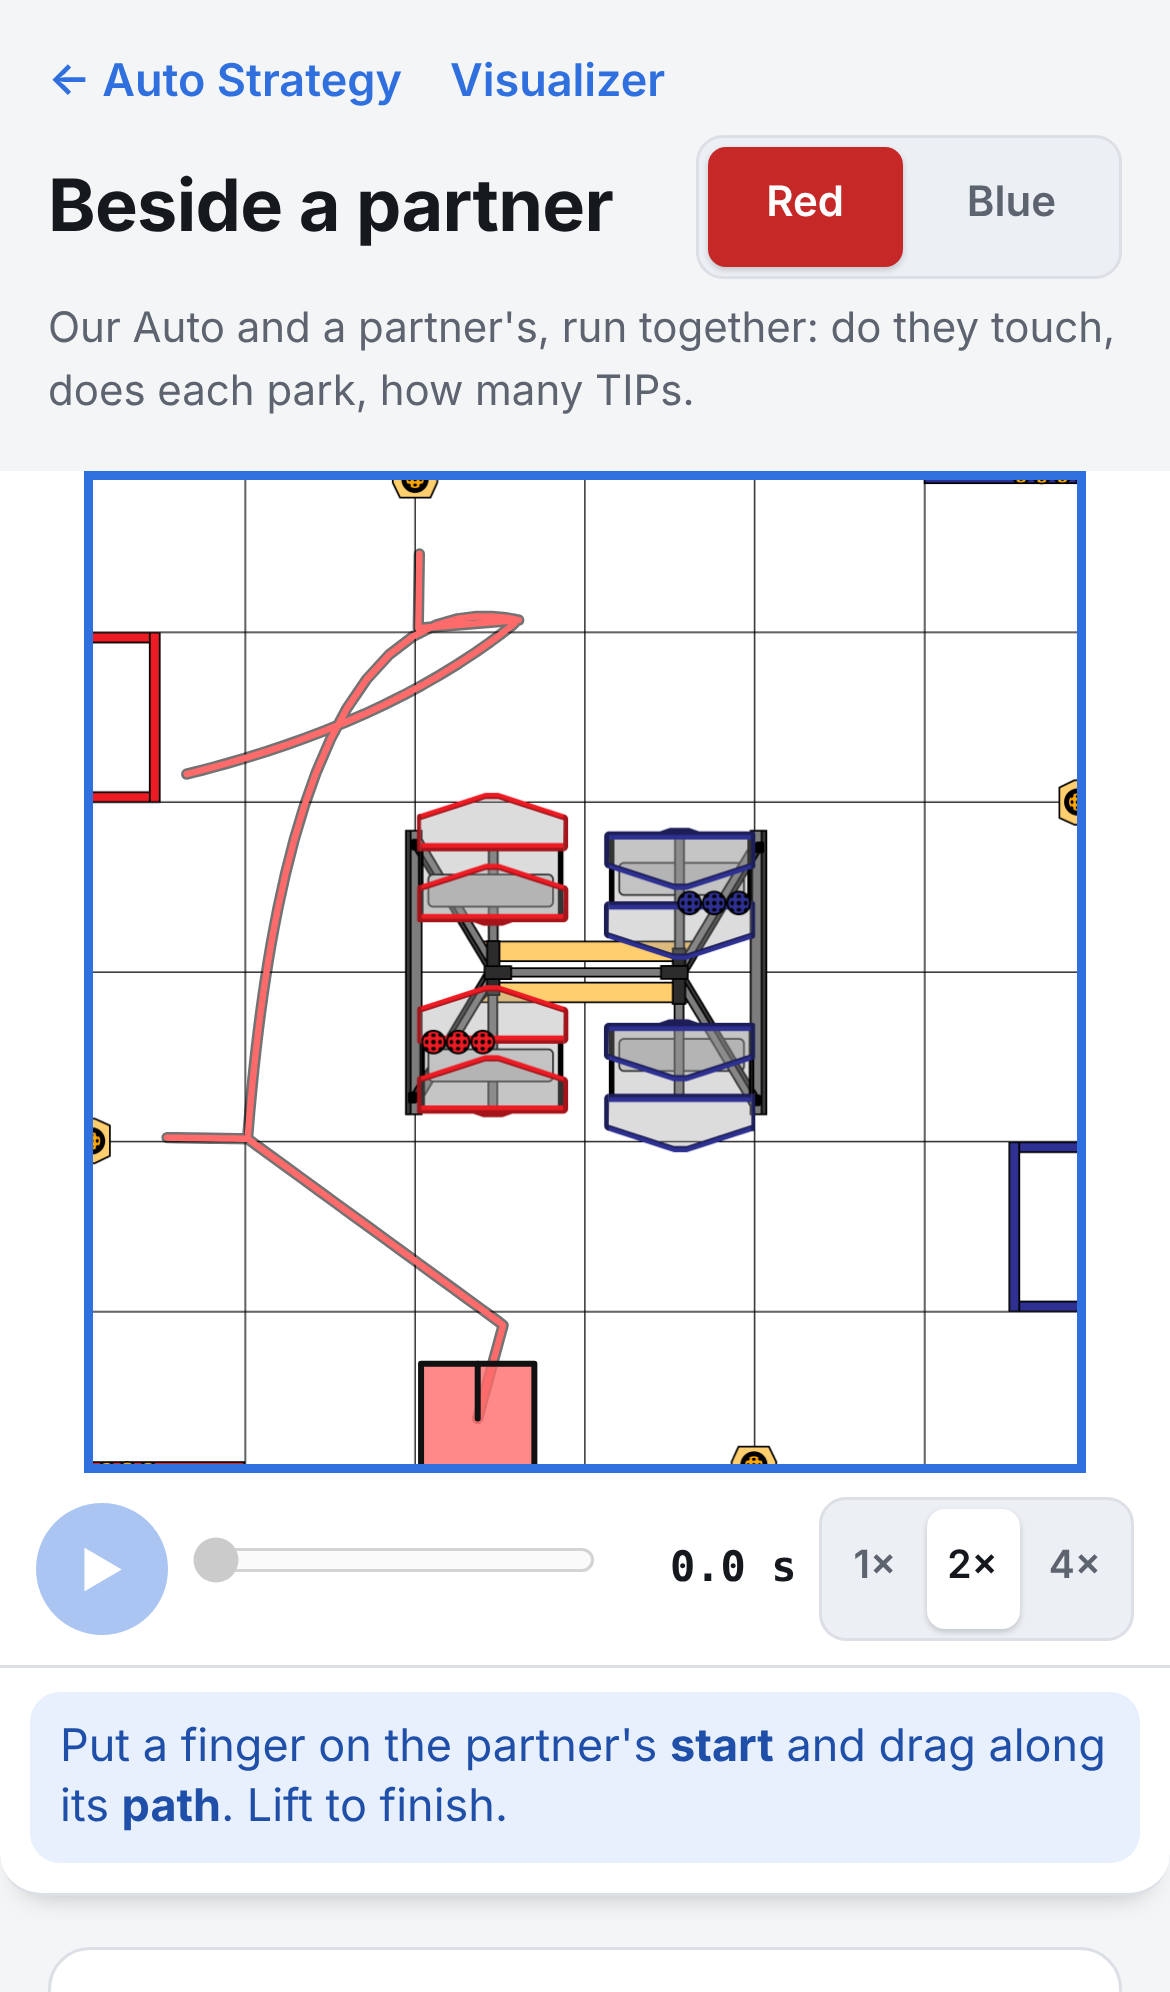 ← Auto Strategy Visualizer
Beside a partner
Red Blue
Our Auto and a partner's, run together: do they touch,
does each park, how many TIPs.
0.0 s 1× 2× 4×
Put a finger on the partner's start and drag along
its path. Lift to finish.